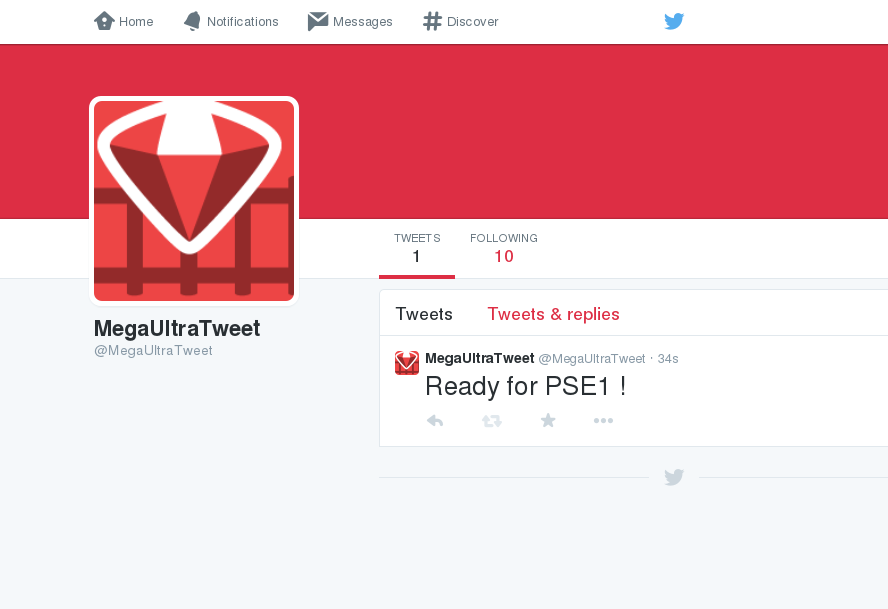 Home Notifications Messages Discover
TWEETS FOLLOWING
1 10
Tweets Tweets & replies
MegaUltraTweet
@MegaUltraTweet
MegaUltraTweet @MegaUltraTweet · 34s
Ready for PSE1 !